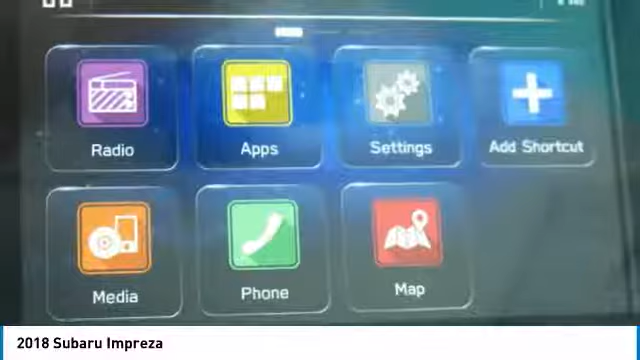 Radio
Apps
Settings
Add Shortcut
Media
Phone
Map
2018 Subaru Impreza